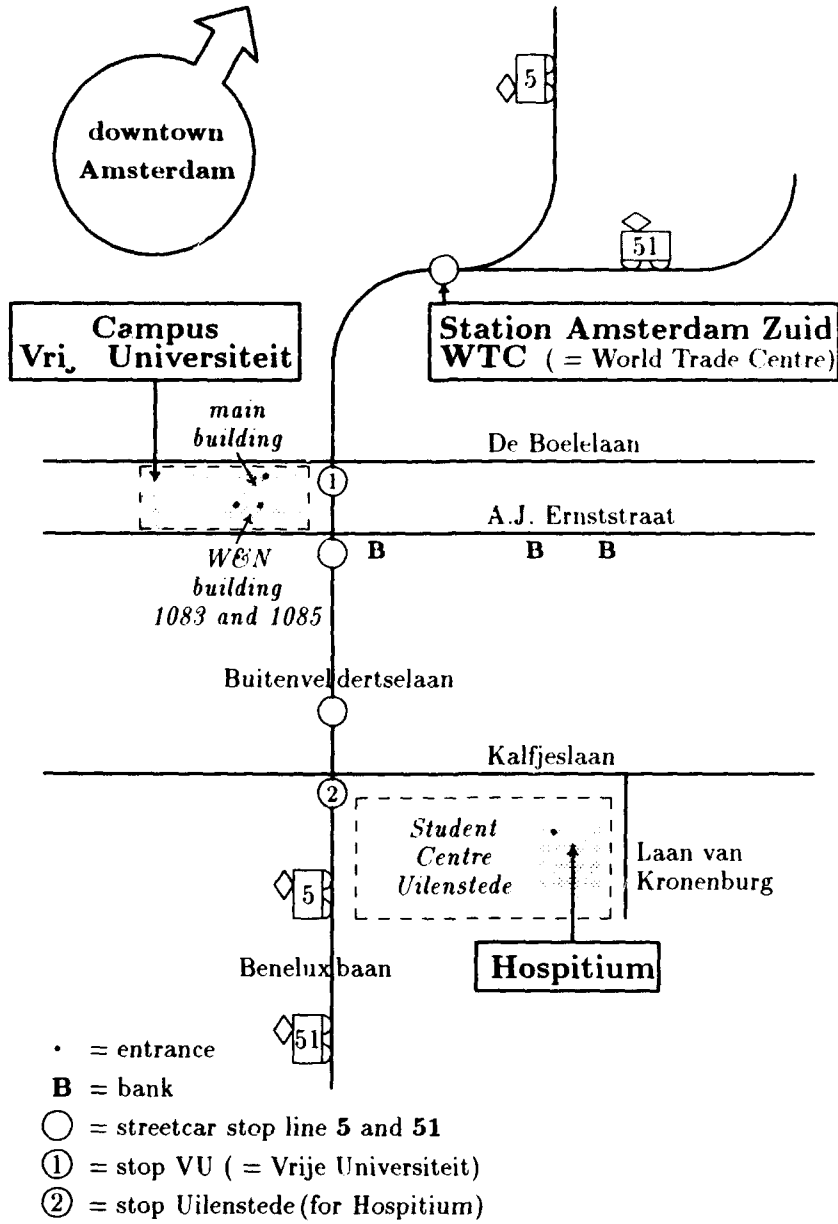 downtown
Amsterdam
5
51
Campus
Vri. Universiteit
Station Amsterdam Zuid
WTC ( = World Trade Centre)
main
building
De Boelelaan
1
A.J. Ernststraat
B B B
W&N
building
1083 and 1085
Buitenveldertselaan
Kalfjeslaan
2
Student
Centre
Uilenstede
Laan van
Kronenburg
5
Hospitium
Beneluxbaan
51
· = entrance
B = bank
= streetcar stop line 5 and 51
1 = stop VU ( = Vrije Universiteit)
2 = stop Uilenstede (for Hospitium)